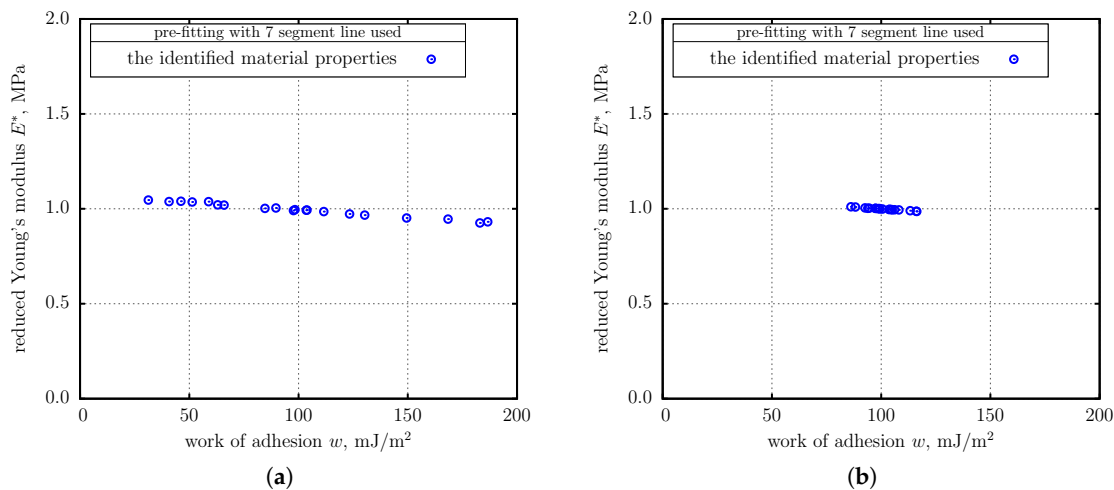 pre-fitting with 7 segment line used
the identified material properties
reduced Young's modulus E*, MPa
2.0
1.5
1.0
0.5
0.0
0 50 100 150 200
work of adhesion w, mJ/m²
(a)
pre-fitting with 7 segment line used
the identified material properties
reduced Young's modulus E*, MPa
2.0
1.5
1.0
0.5
0.0
0 50 100 150 200
work of adhesion w, mJ/m²
(b)